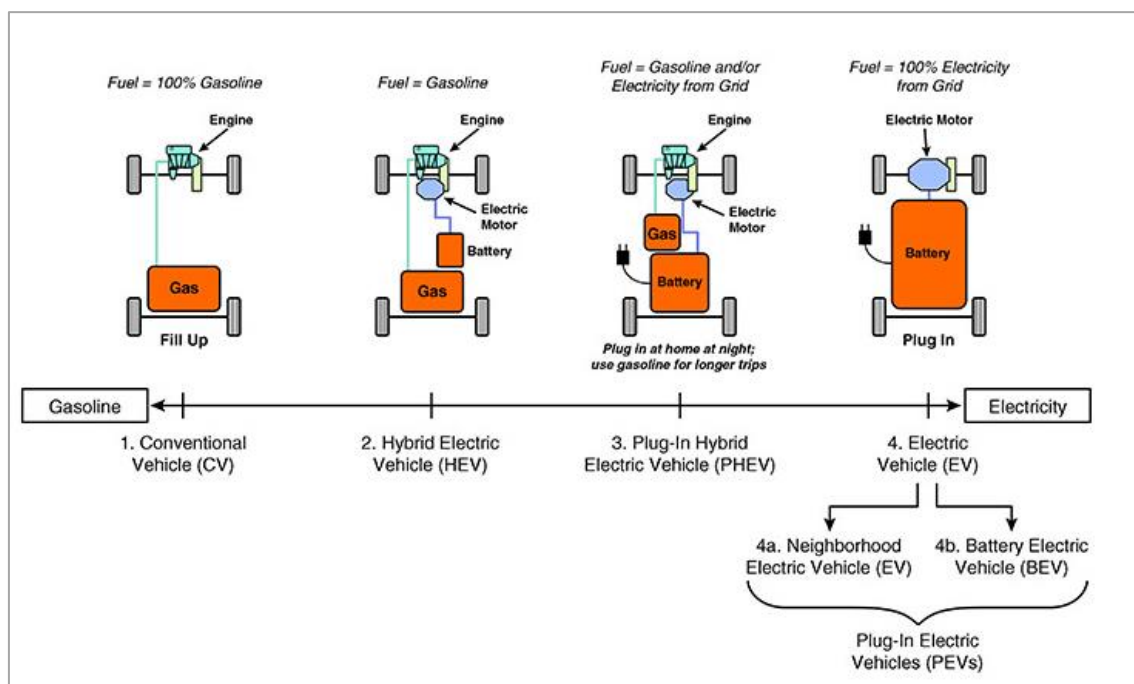 Fuel = 100% Gasoline
Engine
Gas
Fill Up
Fuel = Gasoline
Engine
Electric
Motor
Battery
Gas
Fuel = Gasoline and/or
Electricity from Grid
Engine
Electric
Motor
Gas
Battery
Plug in at home at night;
use gasoline for longer trips
Fuel = 100% Electricity
from Grid
Electric Motor
Battery
Plug In
Gasoline
Electricity
1. Conventional
Vehicle (CV)
2. Hybrid Electric
Vehicle (HEV)
3. Plug-In Hybrid
Electric Vehicle (PHEV)
4. Electric
Vehicle (EV)
4a. Neighborhood
Electric Vehicle (EV)
4b. Battery Electric
Vehicle (BEV)
Plug-In Electric
Vehicles (PEVs)